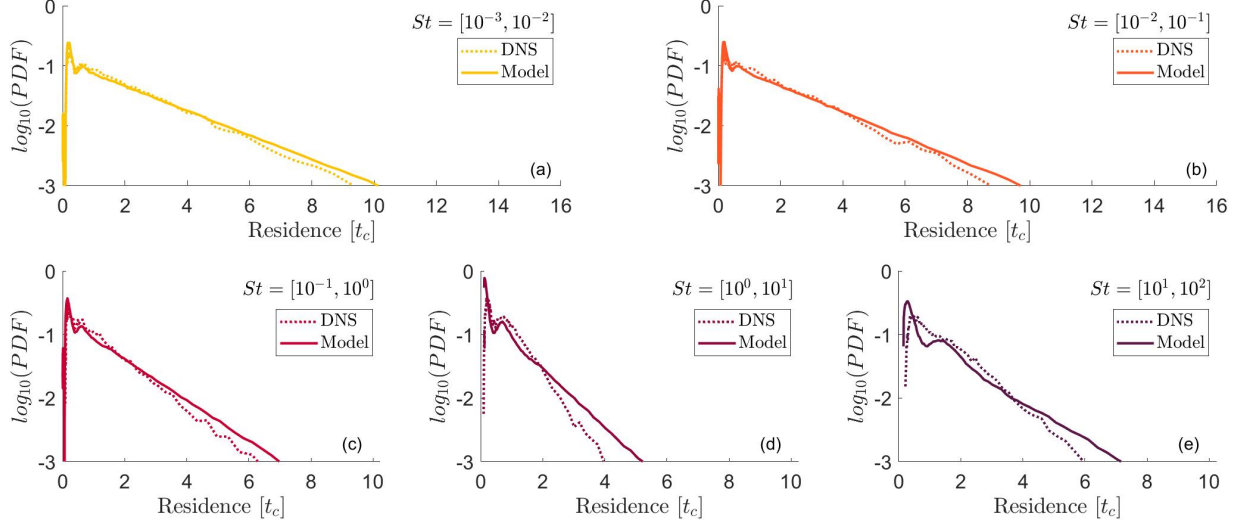 0
-1
-2
-3
log10(PDF)
St = [10^-3, 10^-2]
DNS
Model
(a)
0 2 4 6 8 10 12 14 16
Residence [t_c]
0
-1
-2
-3
log10(PDF)
St = [10^-2, 10^-1]
DNS
Model
(b)
0 2 4 6 8 10 12 14 16
Residence [t_c]
0
-1
-2
-3
log10(PDF)
St = [10^-1, 10^0]
DNS
Model
(c)
0 2 4 6 8 10
Residence [t_c]
0
-1
-2
-3
log10(PDF)
St = [10^0, 10^1]
DNS
Model
(d)
0 2 4 6 8 10
Residence [t_c]
0
-1
-2
-3
log10(PDF)
St = [10^1, 10^2]
DNS
Model
(e)
0 2 4 6 8 10
Residence [t_c]